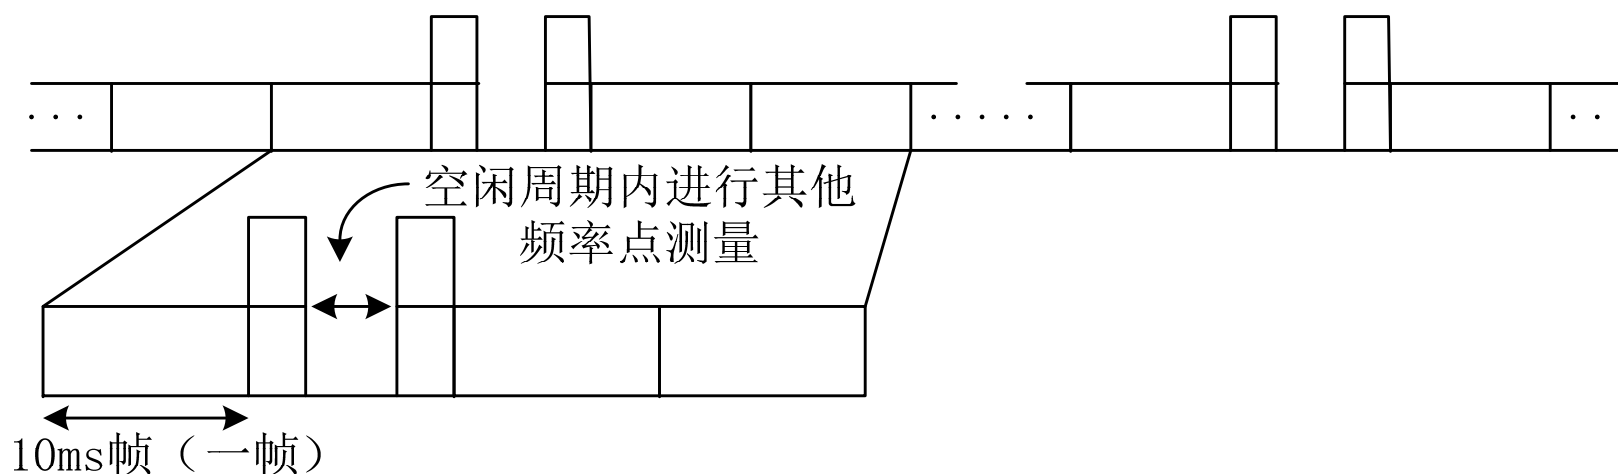 · · ·
· · · · ·
· ·
空闲周期内进行其他
频率点测量
10ms帧（一帧）